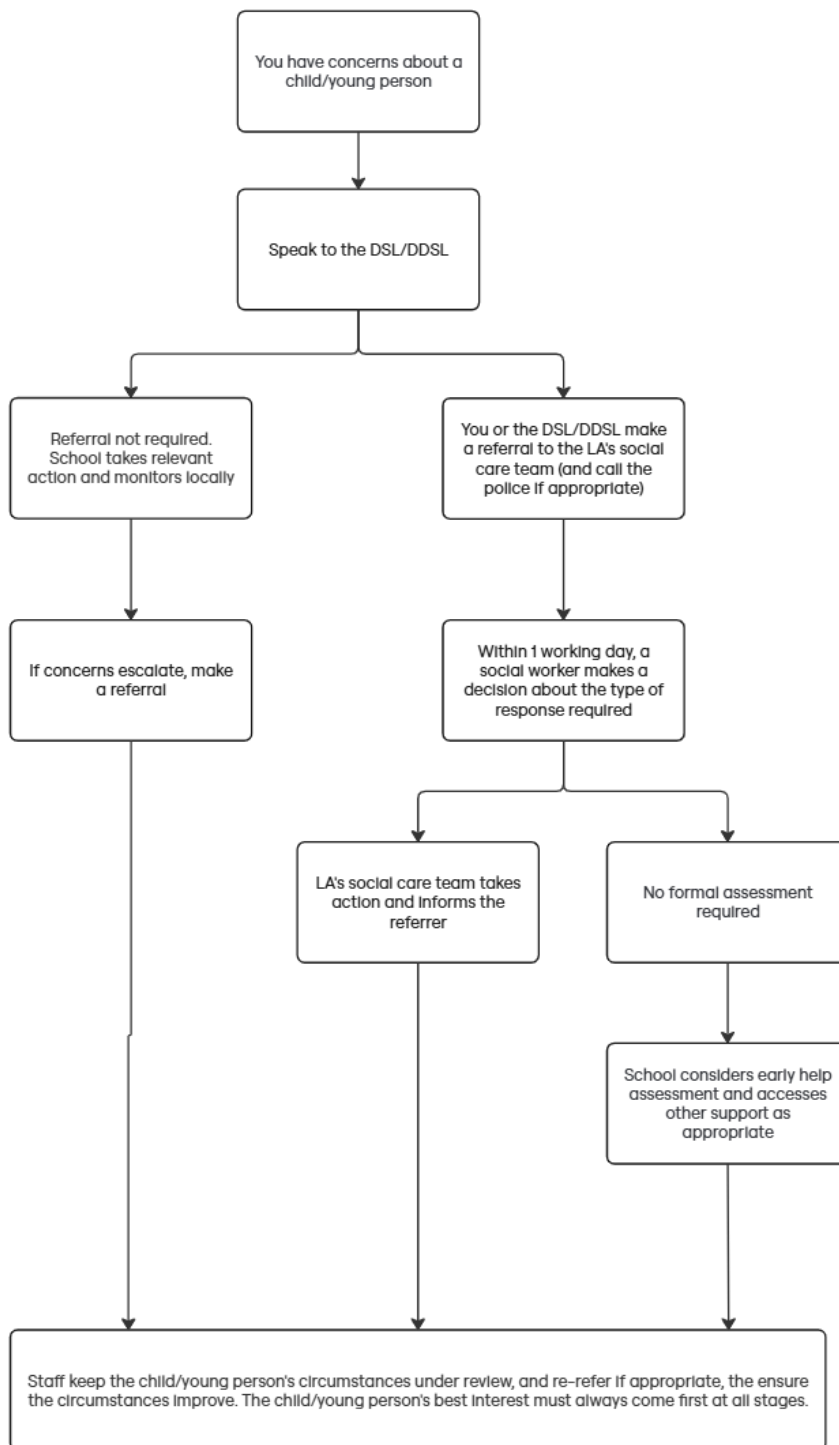 You have concerns about a
child/young person
Speak to the DSL/DDSL
Referral not required.
School takes relevant
action and monitors locally
You or the DSL/DDSL make
a referral to the LA's social
care team (and call the
police if appropriate)
If concerns escalate, make
a referral
Within 1 working day, a
social worker makes a
decision about the type of
response required
LA's social care team takes
action and informs the
referrer
No formal assessment
required
School considers early help
assessment and accesses
other support as
appropriate
Staff keep the child/young person's circumstances under review, and re-refer if appropriate, the ensure
the circumstances improve. The child/young person's best interest must always come first at all stages.